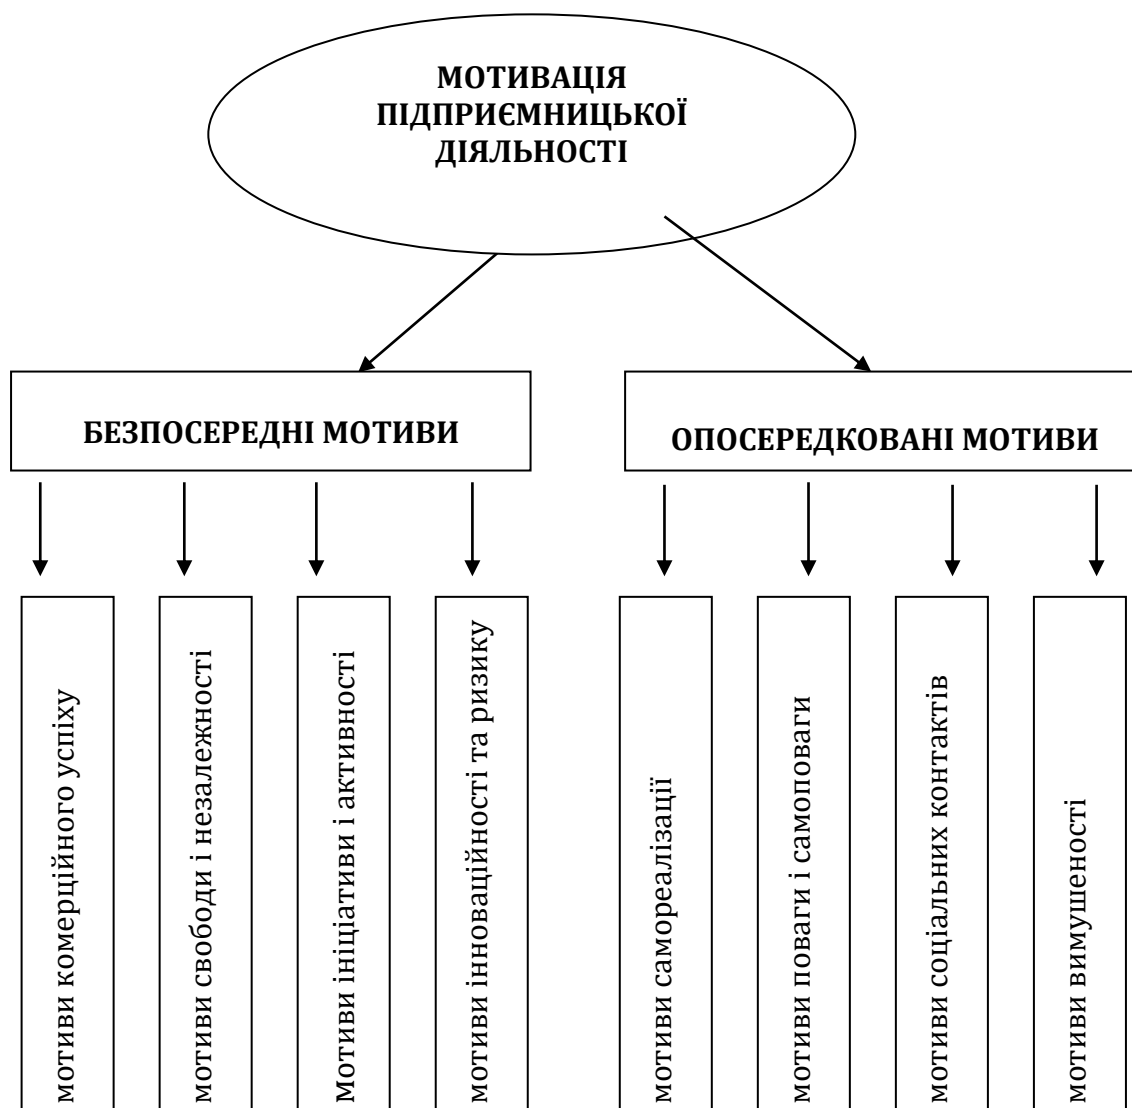 МОТИВАЦІЯ
ПІДПРИЄМНИЦЬКОЇ
ДІЯЛЬНОСТІ
БЕЗПОСЕРЕДНІ МОТИВИ
ОПОСЕРЕДКОВАНІ МОТИВИ
мотиви комерційного успіху
мотиви свободи і незалежності
Мотиви ініціативи і активності
мотиви інноваційності та ризику
мотиви самореалізації
мотиви поваги і самоповаги
мотиви соціальних контактів
мотиви вимушеності